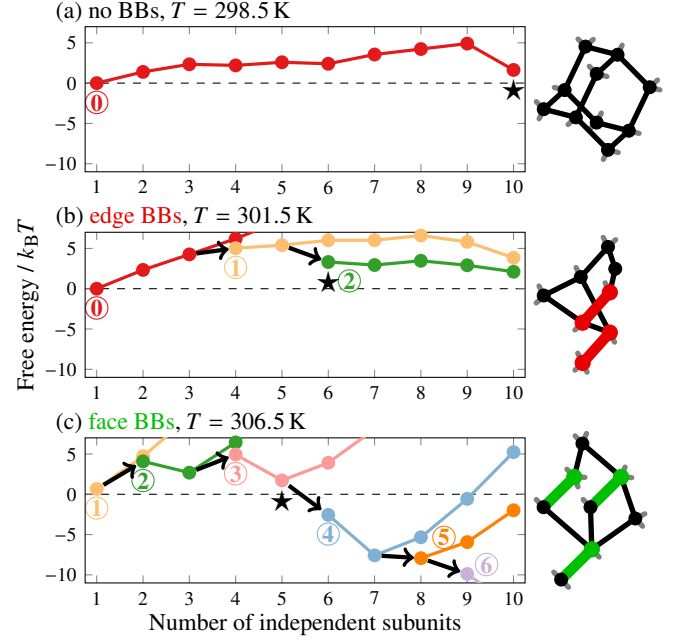 (a) no BBs, T = 298.5 K
5
0
−5
−10
0
1 2 3 4 5 6 7 8 9 10
(b) edge BBs, T = 301.5 K
5
0
−5
−10
0
1
2
1 2 3 4 5 6 7 8 9 10
(c) face BBs, T = 306.5 K
5
0
−5
−10
1
2
3
4
5
6
1 2 3 4 5 6 7 8 9 10
Number of independent subunits
Free energy / kBT